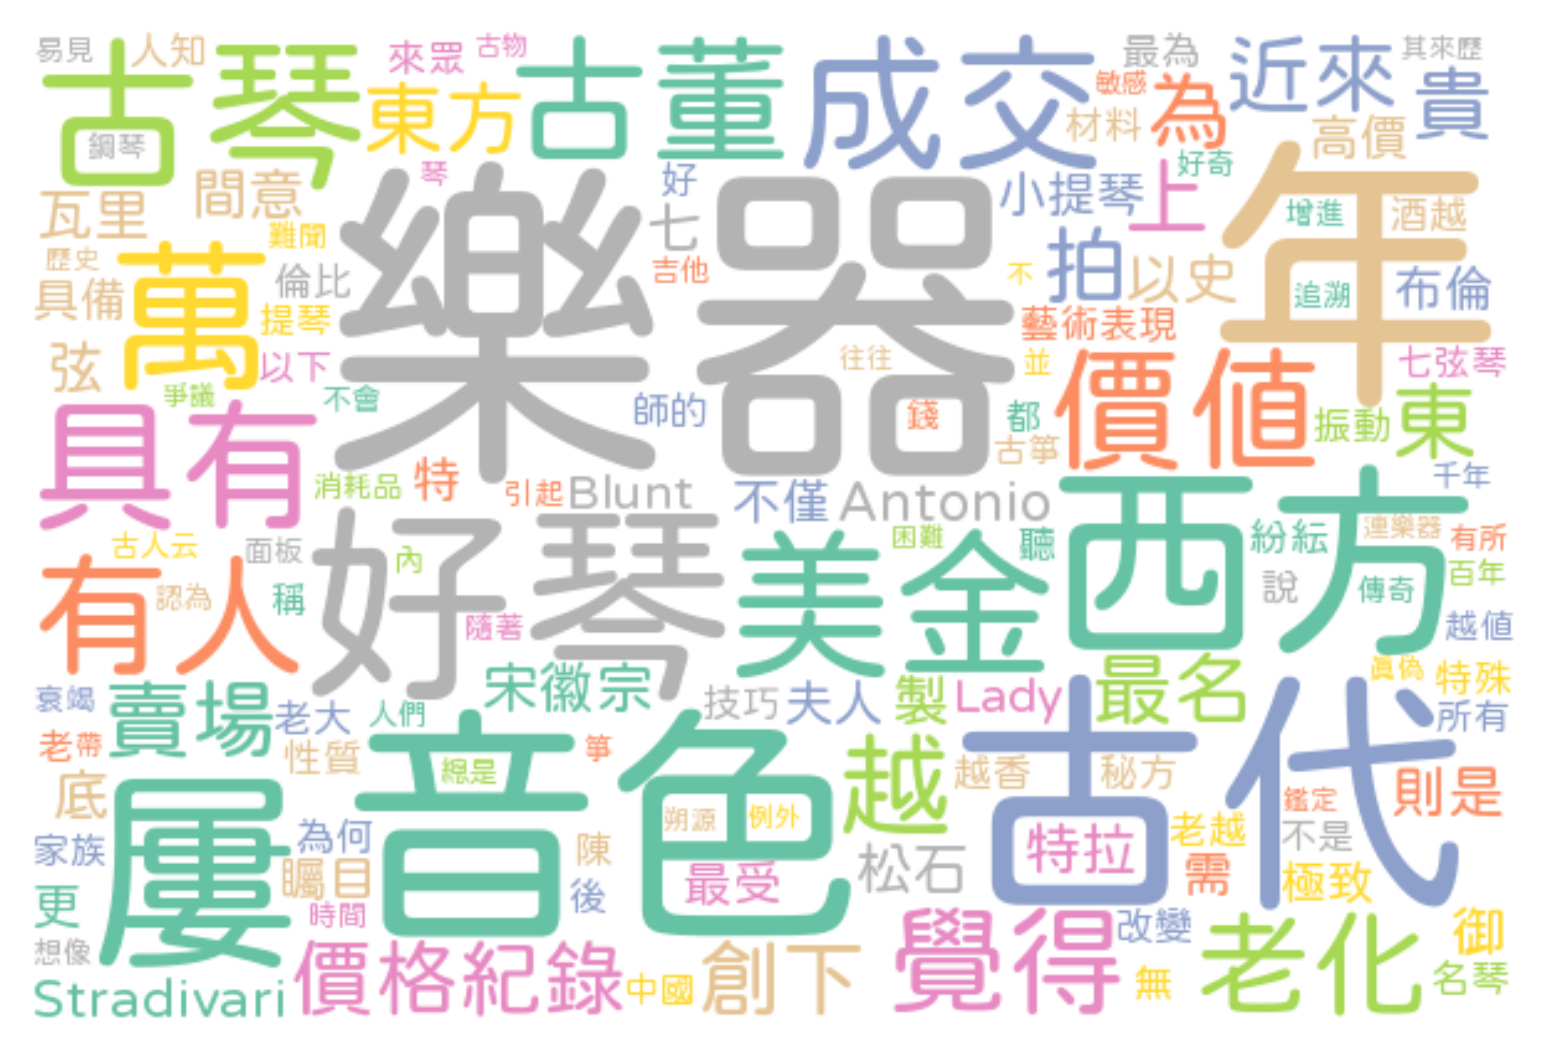 易見
人知
古琴
鋼琴
來眾
古物
東方
古董
成交
最為
敏感
為
材料
近來
其來歷
貴
高價
好奇
瓦里
間意
琴
好
七
小提琴
上
年
增進
酒越
難聞
歷史
具備
萬
倫比
提琴
樂器
吉他
不
拍
以史
追溯
布倫
藝術表現
弦
以下
往往
並
價值
七弦琴
爭議
不會
師的
錢
都
古箏
振動
東
具有
消耗品
特
引起
Blunt
不僅
Antonio
千年
古人云
面板
好琴
內
美金
困難
聽
西方
紛紜
連樂器
有所
有人
認為
稱
隨著
說
傳奇
百年
越值
衰竭
賣場
老大
人們
宋徽宗
技巧
夫人
製
Lady
最名
眞偽
特殊
所有
老帶
性質
音色
總是
箏
越
越香
古代
秘方
底
屢
朔源
例外
特拉
老越
鑑定
則是
家族
為何
矚目
陳
最受
松石
需
不是
極致
更
時間
後
覺得
改變
老化
御
想像
Stradivari
價格紀錄
中國
創下
無
名琴